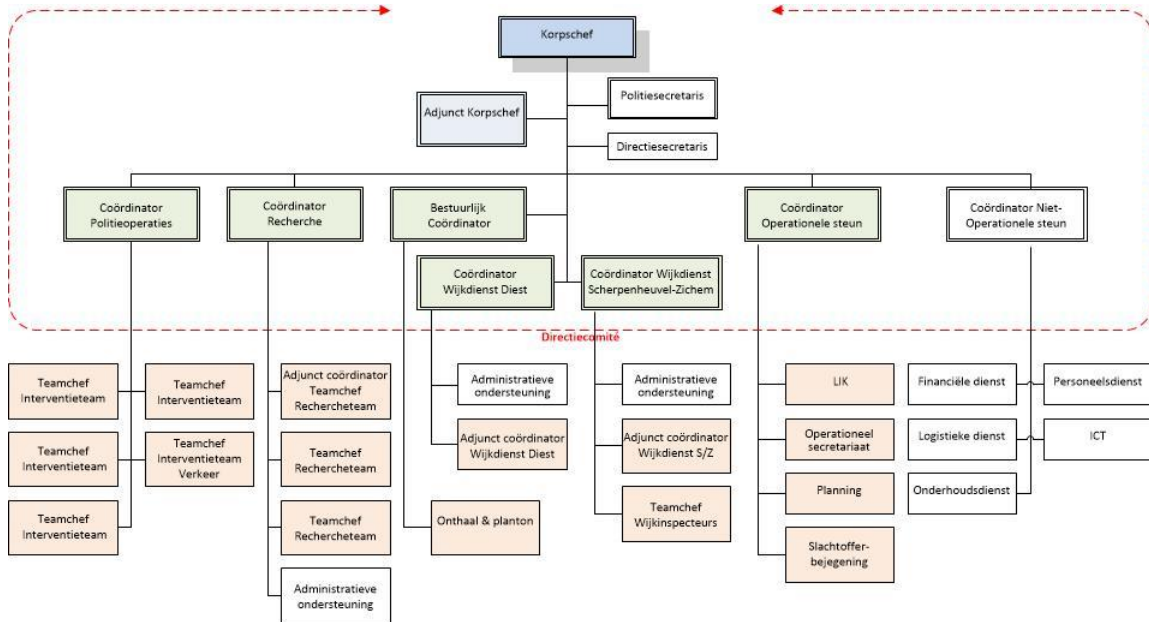 Korpschef
Adjunct Korpschef
Politiesecretaris
Directiesecretaris
Coördinator
Politieoperaties
Coördinator
Recherche
Bestuurlijk
Coördinator
Coördinator
Operationele steun
Coördinator Niet-
Operationele steun
Coördinator
Wijkdienst Diest
Coördinator Wijkdienst
Scherpenheuvel-Zichem
Directiecomité
Teamchef
Interventieteam
Teamchef
Interventieteam
Teamchef
Interventieteam
Teamchef
Interventieteam
Verkeer
Teamchef
Interventieteam
Adjunct coördinator
Teamchef
Rechercheteam
Teamchef
Rechercheteam
Teamchef
Rechercheteam
Administratieve
ondersteuning
Administratieve
ondersteuning
Adjunct coördinator
Wijkdienst Diest
Onthaal & planton
Administratieve
ondersteuning
Adjunct coördinator
Wijkdienst S/Z
Teamchef
Wijkinspecteurs
LIK
Operationeel
secretariaat
Planning
Slachtoffer-
bejegening
Financiële dienst
Personeelsdienst
Logistieke dienst
ICT
Onderhoudsdienst